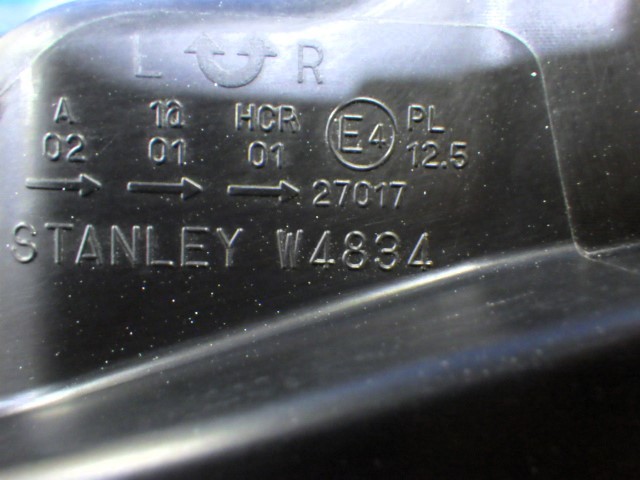 L R
A 1a HCR E4 PL
02 01 01 12.5
27017
STANLEY W4834